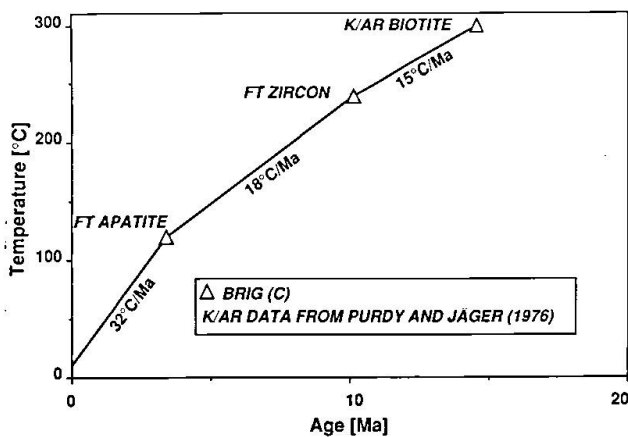 K/AR BIOTITE
FT ZIRCON
15°C/Ma
18°C/Ma
FT APATITE
32°C/Ma
Temperature [°C]
300
200
100
0
△ BRIG (C)
K/AR DATA FROM PURDY AND JÄGER (1976)
0
10
20
Age [Ma]